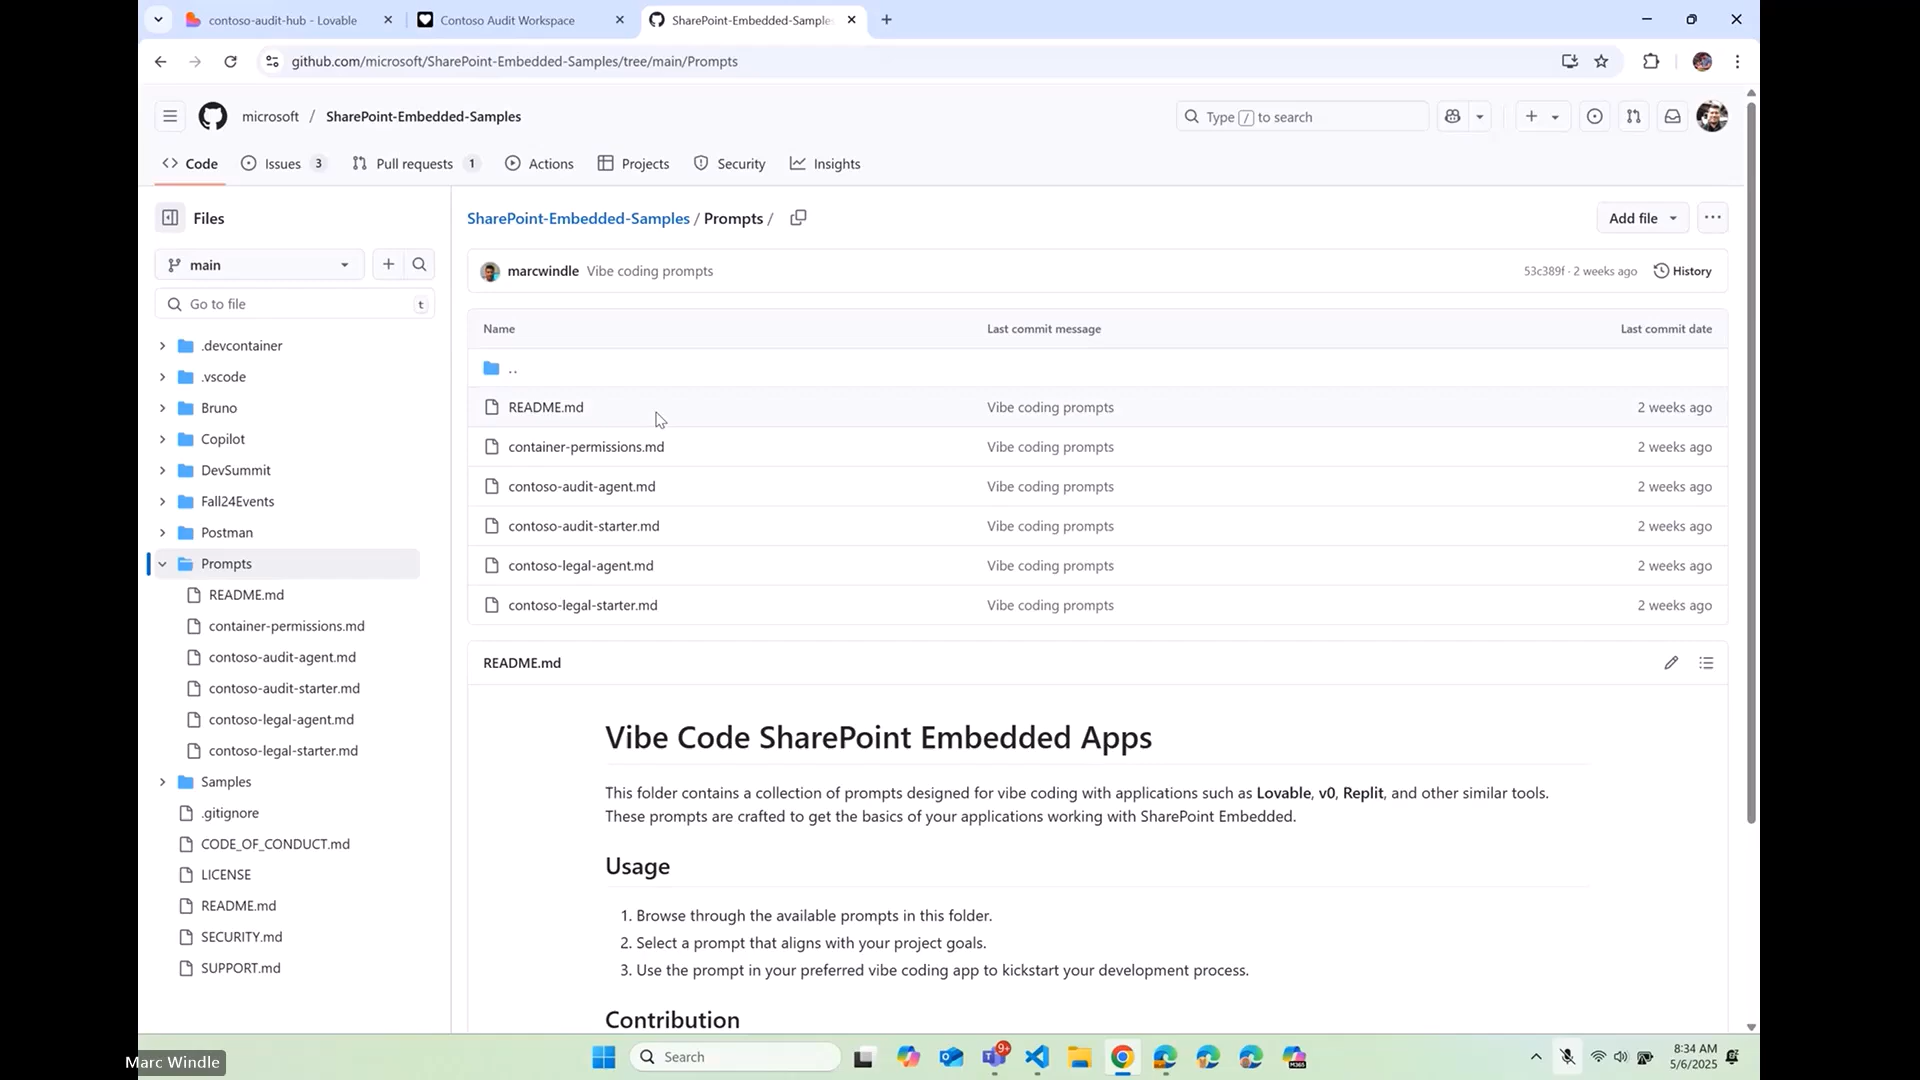 contoso-audit-hub - Lovable
Contoso Audit Workspace
SharePoint-Embedded-Samples
github.com/microsoft/SharePoint-Embedded-Samples/tree/main/Prompts
microsoft / SharePoint-Embedded-Samples
Type / to search
Code
Issues 3
Pull requests 1
Actions
Projects
Security
Insights
Files
main
Go to file
t
.devcontainer
.vscode
Bruno
Copilot
DevSummit
Fall24Events
Postman
Prompts
README.md
container-permissions.md
contoso-audit-agent.md
contoso-audit-starter.md
contoso-legal-agent.md
contoso-legal-starter.md
Samples
.gitignore
CODE_OF_CONDUCT.md
LICENSE
README.md
SECURITY.md
SUPPORT.md
SharePoint-Embedded-Samples / Prompts /
Add file
marcwindle Vibe coding prompts
53c389f · 2 weeks ago
History
Name Last commit message Last commit date
..
README.md Vibe coding prompts 2 weeks ago
container-permissions.md Vibe coding prompts 2 weeks ago
contoso-audit-agent.md Vibe coding prompts 2 weeks ago
contoso-audit-starter.md Vibe coding prompts 2 weeks ago
contoso-legal-agent.md Vibe coding prompts 2 weeks ago
contoso-legal-starter.md Vibe coding prompts 2 weeks ago
README.md
Vibe Code SharePoint Embedded Apps
This folder contains a collection of prompts designed for vibe coding with applications such as Lovable, v0, Replit, and other similar tools.
These prompts are crafted to get the basics of your applications working with SharePoint Embedded.
Usage
1. Browse through the available prompts in this folder.
2. Select a prompt that aligns with your project goals.
3. Use the prompt in your preferred vibe coding app to kickstart your development process.
Contribution
Marc Windle
Search
9+
M365
8:34 AM
5/6/2025